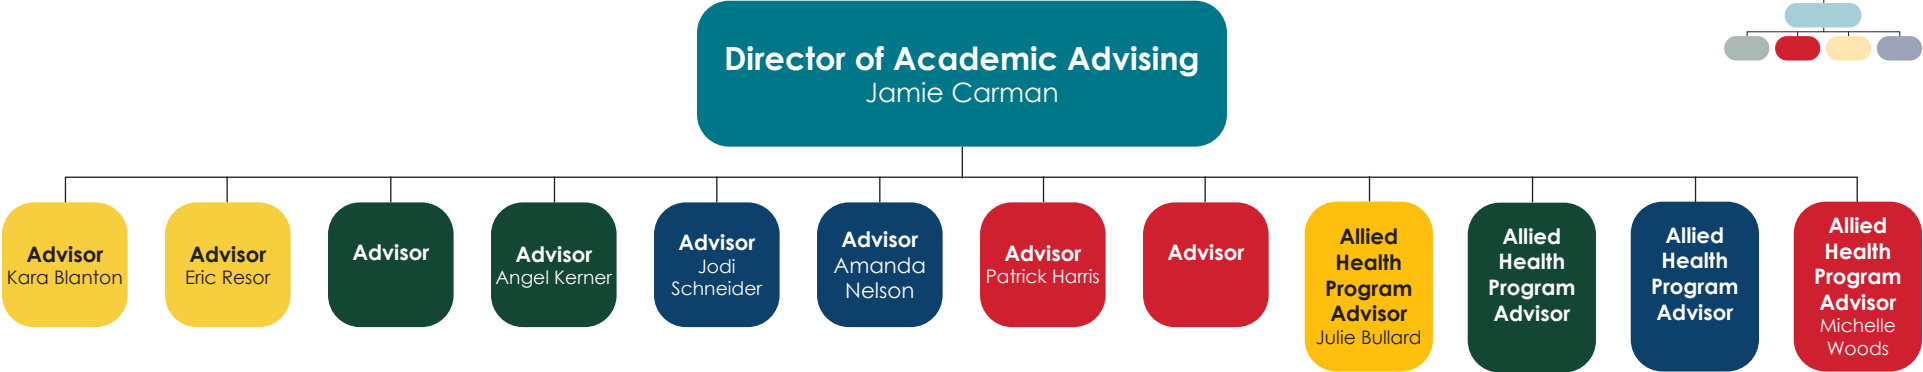 Director of Academic Advising
Jamie Carman
Advisor
Kara Blanton
Advisor
Eric Resor
Advisor
Advisor
Angel Kerner
Advisor
Jodi
Schneider
Advisor
Amanda
Nelson
Advisor
Patrick Harris
Advisor
Allied
Health
Program
Advisor
Julie Bullard
Allied
Health
Program
Advisor
Allied
Health
Program
Advisor
Allied
Health
Program
Advisor
Michelle
Woods